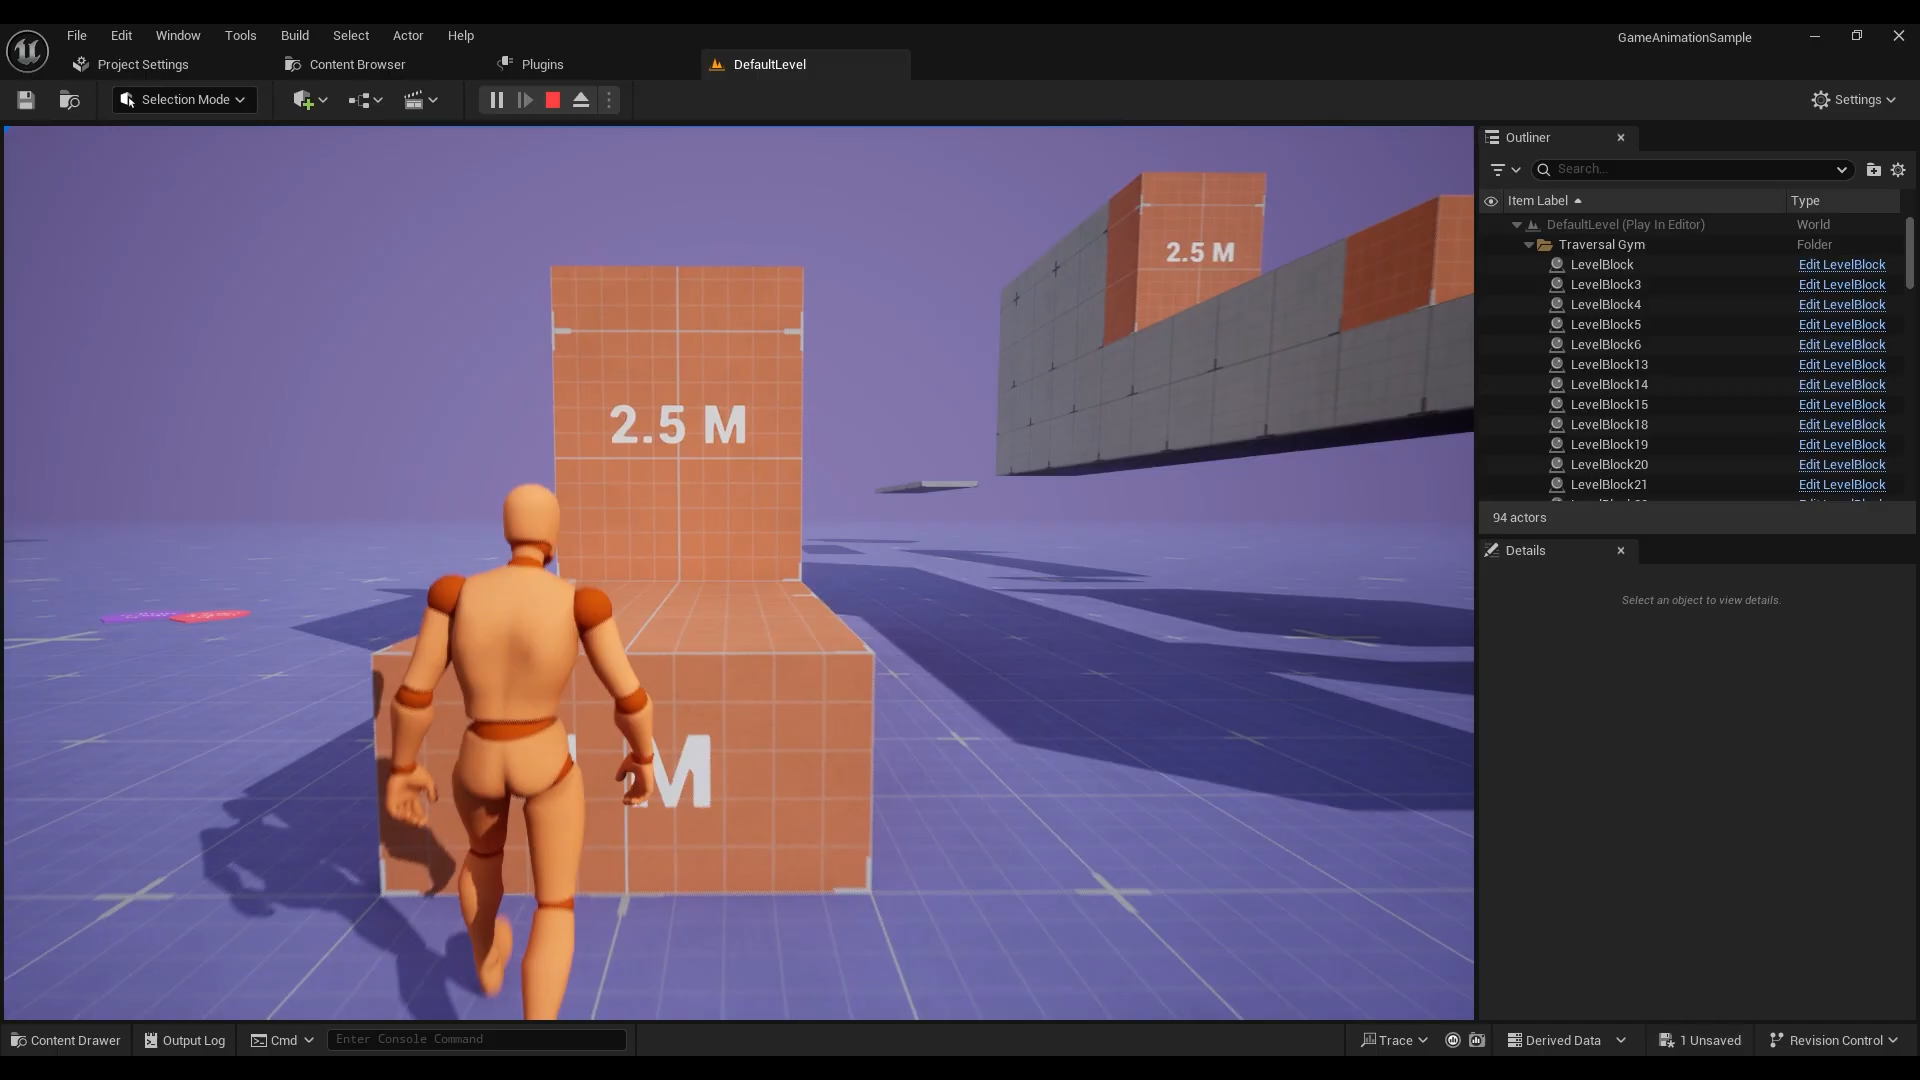 File Edit Window Tools Build Select Actor Help
GameAnimationSample
Project Settings
Content Browser
Plugins
DefaultLevel
Selection Mode
Settings
Outliner
Search...
Item Label
Type
DefaultLevel (Play In Editor) World
Traversal Gym Folder
LevelBlock Edit LevelBlock
LevelBlock3 Edit LevelBlock
LevelBlock4 Edit LevelBlock
LevelBlock5 Edit LevelBlock
LevelBlock6 Edit LevelBlock
LevelBlock13 Edit LevelBlock
LevelBlock14 Edit LevelBlock
LevelBlock15 Edit LevelBlock
LevelBlock18 Edit LevelBlock
LevelBlock19 Edit LevelBlock
LevelBlock20 Edit LevelBlock
LevelBlock21 Edit LevelBlock
94 actors
Details
Select an object to view details.
2.5 M
2.5 M
M
Content Drawer
Output Log
Cmd
Enter Console Command
Trace
Derived Data
1 Unsaved
Revision Control